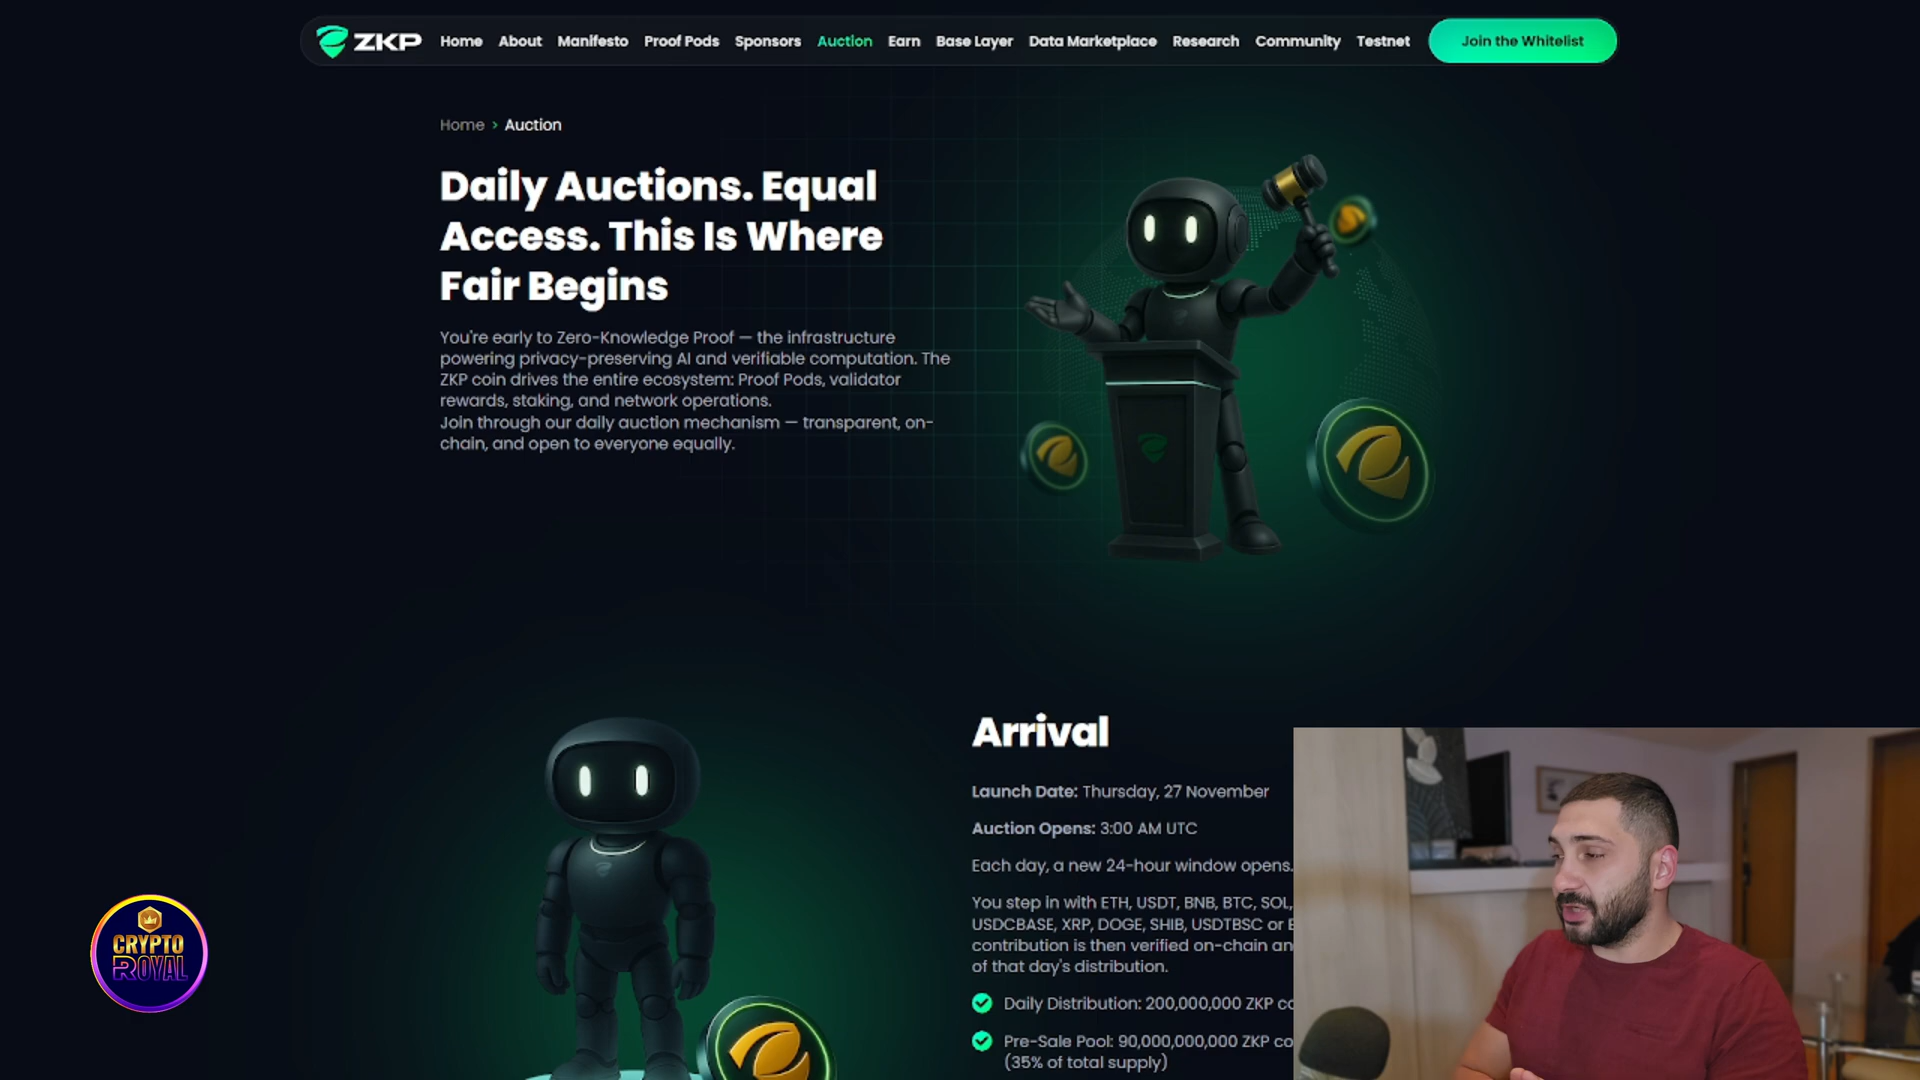 ZKP
Home About Manifesto Proof Pods Sponsors Auction Earn Base Layer Data Marketplace Research Community Testnet Join the Whitelist
Home > Auction
Daily Auctions. Equal
Access. This Is Where
Fair Begins
You're early to Zero-Knowledge Proof — the infrastructure
powering privacy-preserving AI and verifiable computation. The
ZKP coin drives the entire ecosystem: Proof Pods, validator
rewards, staking, and network operations.
Join through our daily auction mechanism — transparent, on-
chain, and open to everyone equally.
Arrival
Launch Date: Thursday, 27 November
Auction Opens: 3:00 AM UTC
Each day, a new 24-hour window opens.
You step in with ETH, USDT, BNB, BTC, SOL,
USDCBASE, XRP, DOGE, SHIB, USDTBSC or
contribution is then verified on-chain
of that day's distribution.
Daily Distribution: 200,000,000 ZKP
Pre-Sale Pool: 90,000,000,000 ZKP
(35% of total supply)
CRYPTO
ROYAL